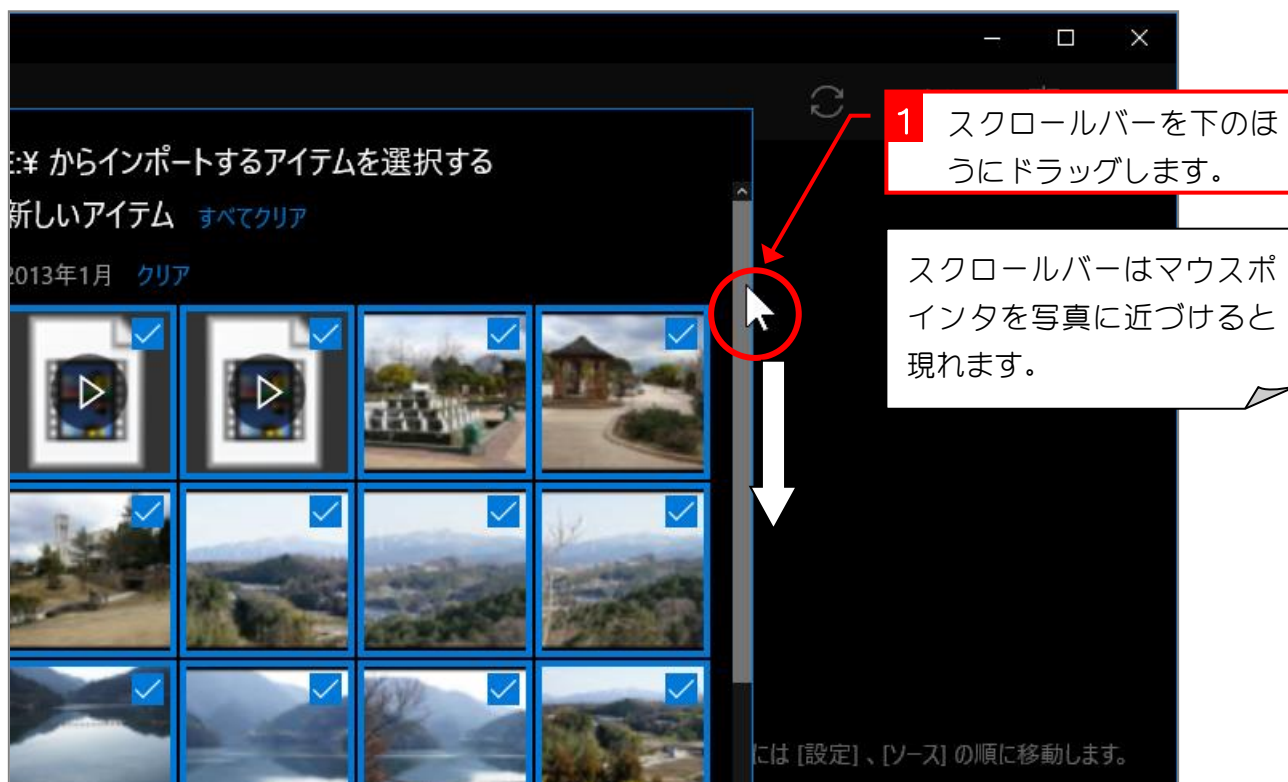 1 スクロールバーを下のほ
うにドラッグします。
E:¥ からインポートするアイテムを選択する
新しいアイテム すべてクリア
2013年1月 クリア
スクロールバーはマウスポ
インタを写真に近づけると
現れます。
には [設定] 、[ソース] の順に移動します。